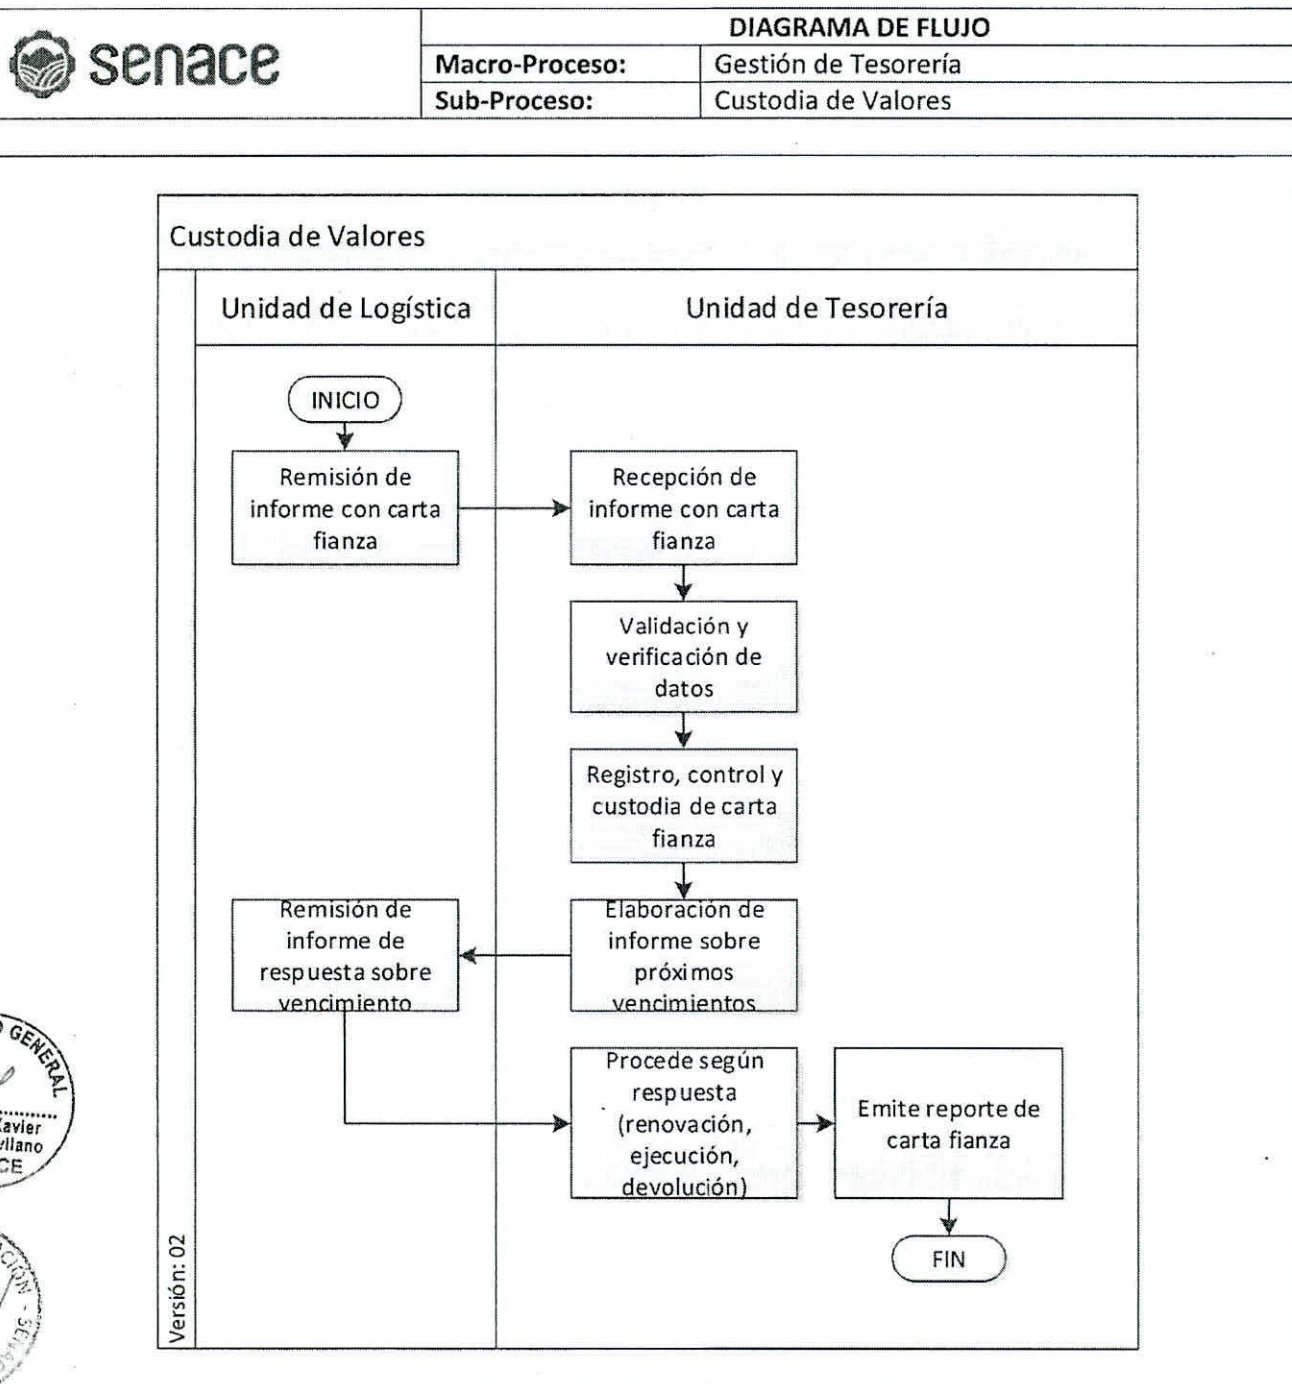 senace
DIAGRAMA DE FLUJO
Macro-Proceso: Gestión de Tesorería
Sub-Proceso: Custodia de Valores
Custodia de Valores
Unidad de Logística
Unidad de Tesorería
INICIO
Remisión de
informe con carta
fianza
Recepción de
informe con carta
fianza
Validación y
verificación de
datos
Registro, control y
custodia de carta
fianza
Elaboración de
informe sobre
próximos
vencimientos
Remisión de
informe de
respuesta sobre
vencimiento
Procede según
respuesta
(renovación,
ejecución,
devolución)
Emite reporte de
carta fianza
FIN
Versión: 02
GENERAL